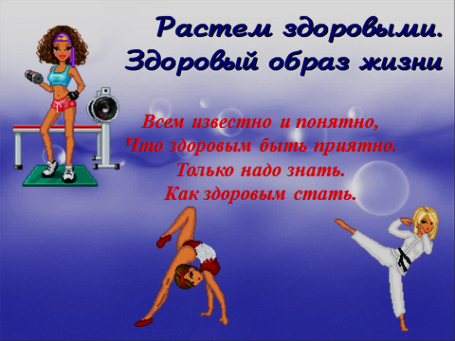 Растем здоровыми.
Здоровый образ жизни
Всем известно и понятно,
Что здоровым быть приятно.
Только надо знать.
Как здоровым стать.